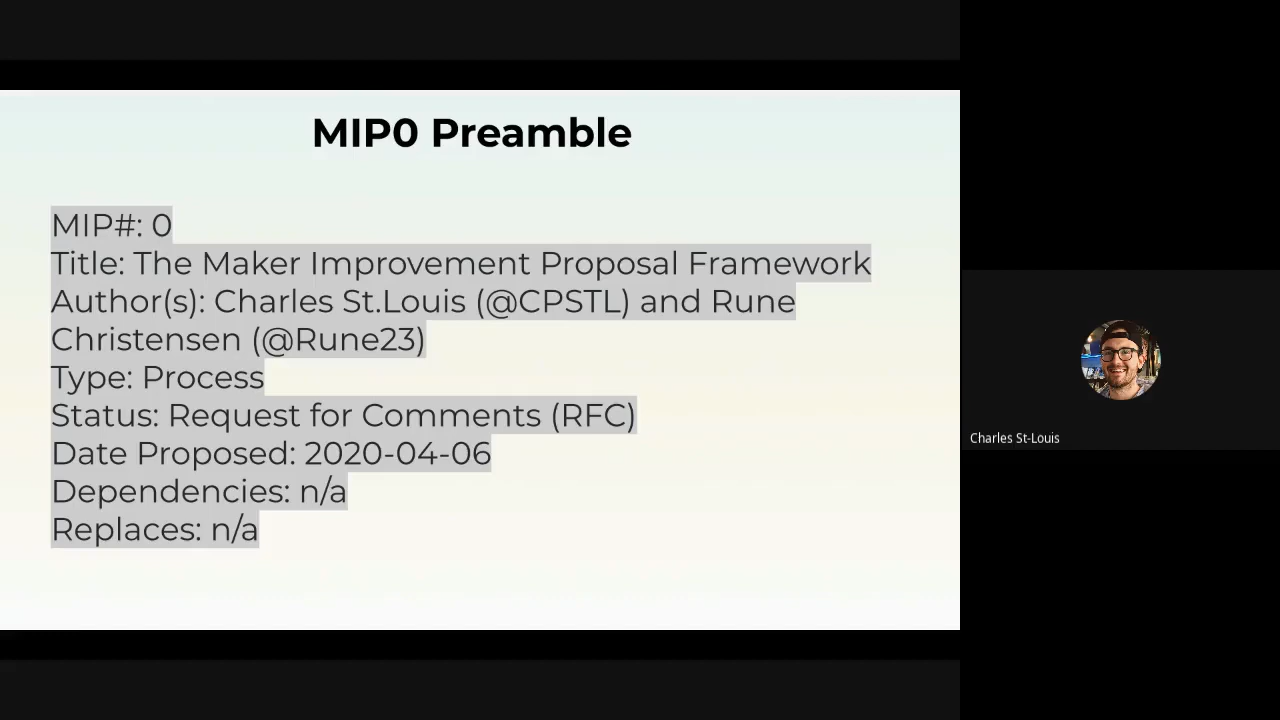 MIP0 Preamble
MIP#: 0
Title: The Maker Improvement Proposal Framework
Author(s): Charles St.Louis (@CPSTL) and Rune
Christensen (@Rune23)
Type: Process
Status: Request for Comments (RFC)
Date Proposed: 2020-04-06
Dependencies: n/a
Replaces: n/a
Charles St-Louis